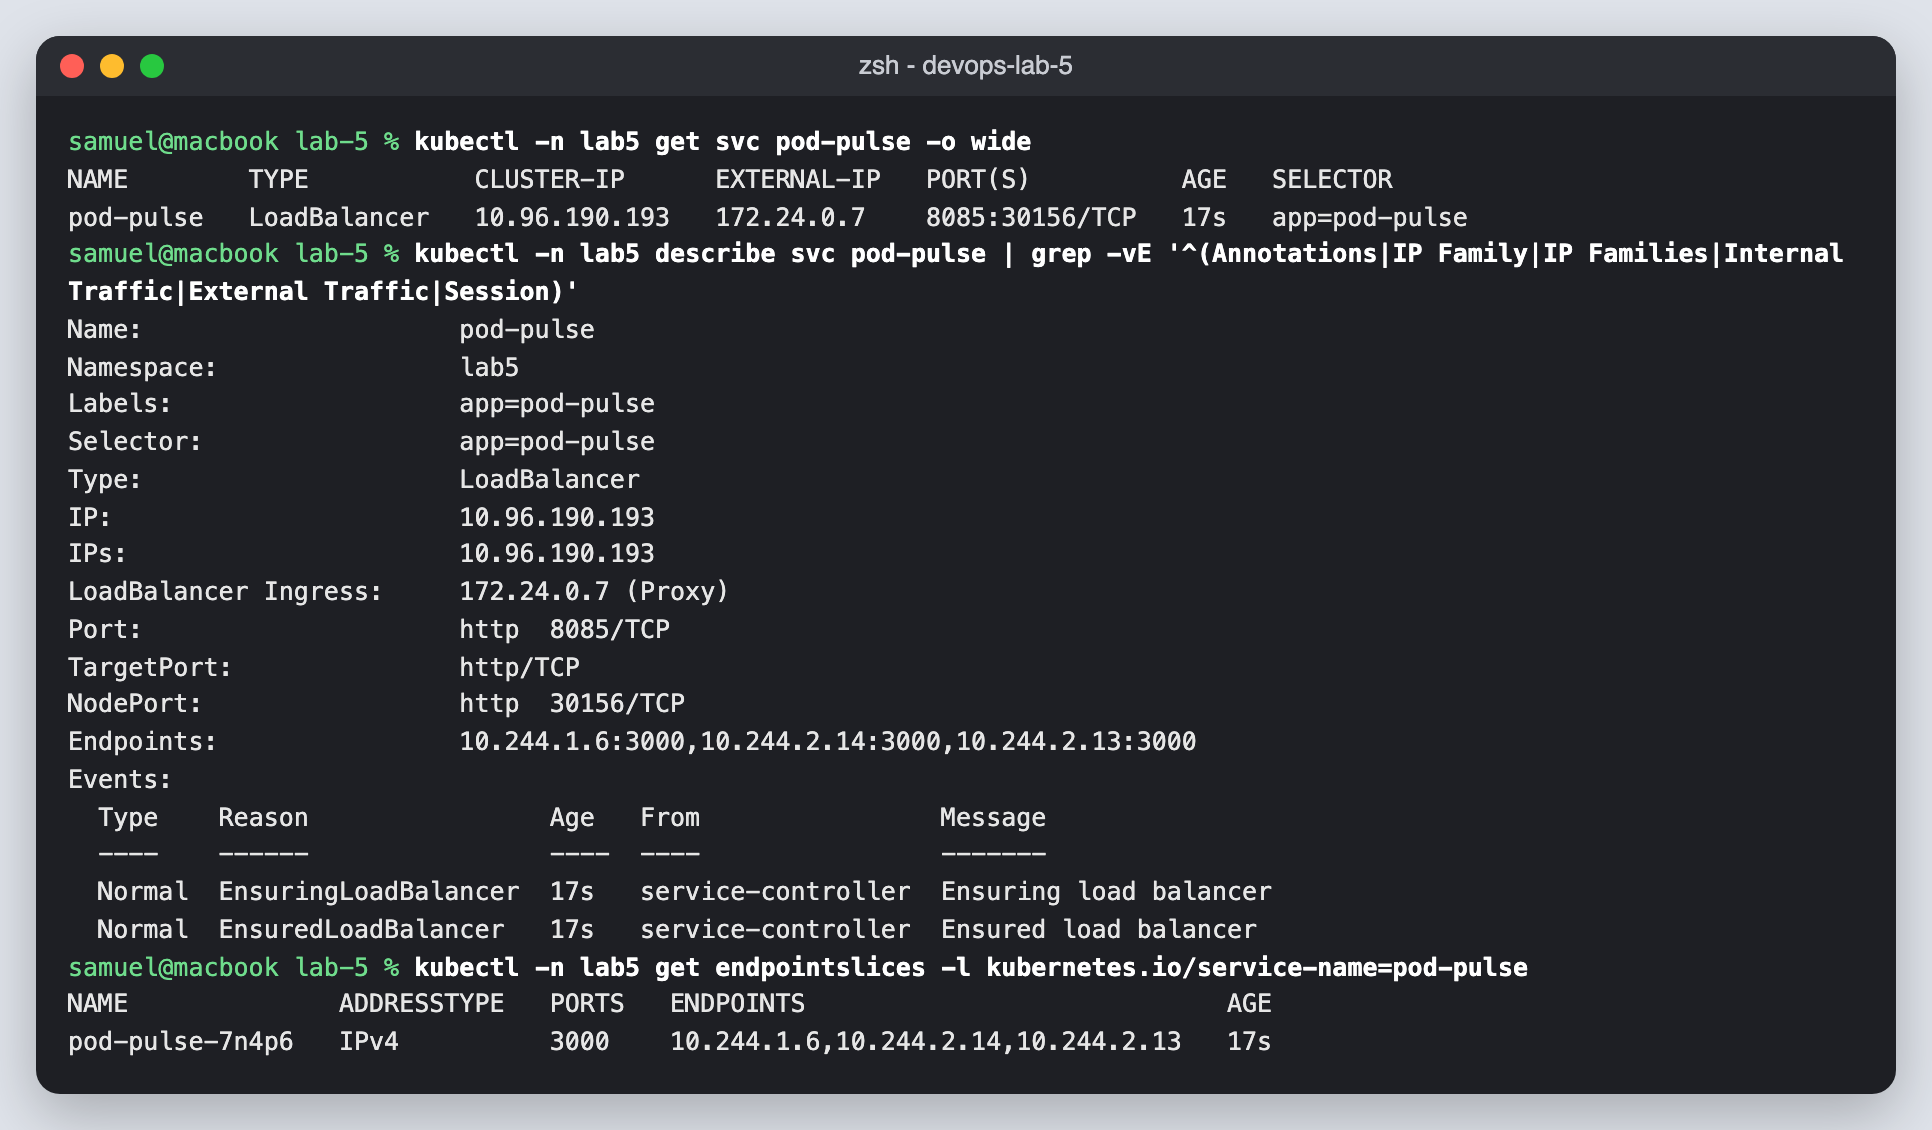 zsh - devops-lab-5
samuel@macbook lab-5 % kubectl -n lab5 get svc pod-pulse -o wide
NAME        TYPE           CLUSTER-IP      EXTERNAL-IP   PORT(S)          AGE   SELECTOR
pod-pulse   LoadBalancer   10.96.190.193   172.24.0.7    8085:30156/TCP   17s   app=pod-pulse
samuel@macbook lab-5 % kubectl -n lab5 describe svc pod-pulse | grep -vE '^(Annotations|IP Family|IP Families|Internal
Traffic|External Traffic|Session)'
Name:                     pod-pulse
Namespace:                lab5
Labels:                   app=pod-pulse
Selector:                 app=pod-pulse
Type:                     LoadBalancer
IP:                       10.96.190.193
IPs:                      10.96.190.193
LoadBalancer Ingress:     172.24.0.7 (Proxy)
Port:                     http  8085/TCP
TargetPort:               http/TCP
NodePort:                 http  30156/TCP
Endpoints:                10.244.1.6:3000,10.244.2.14:3000,10.244.2.13:3000
Events:
  Type    Reason                Age   From                Message
  ----    ------                ----  ----                -------
  Normal  EnsuringLoadBalancer  17s   service-controller  Ensuring load balancer
  Normal  EnsuredLoadBalancer   17s   service-controller  Ensured load balancer
samuel@macbook lab-5 % kubectl -n lab5 get endpointslices -l kubernetes.io/service-name=pod-pulse
NAME              ADDRESSTYPE   PORTS   ENDPOINTS                            AGE
pod-pulse-7n4p6   IPv4          3000    10.244.1.6,10.244.2.14,10.244.2.13   17s